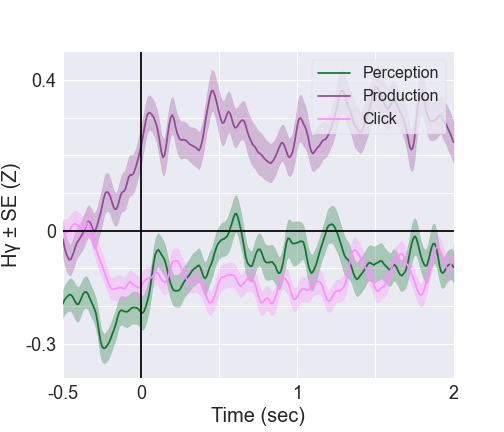 Perception
Production
Click
0.4
0
-0.3
Hγ ± SE (Z)
-0.5
0
1
2
Time (sec)